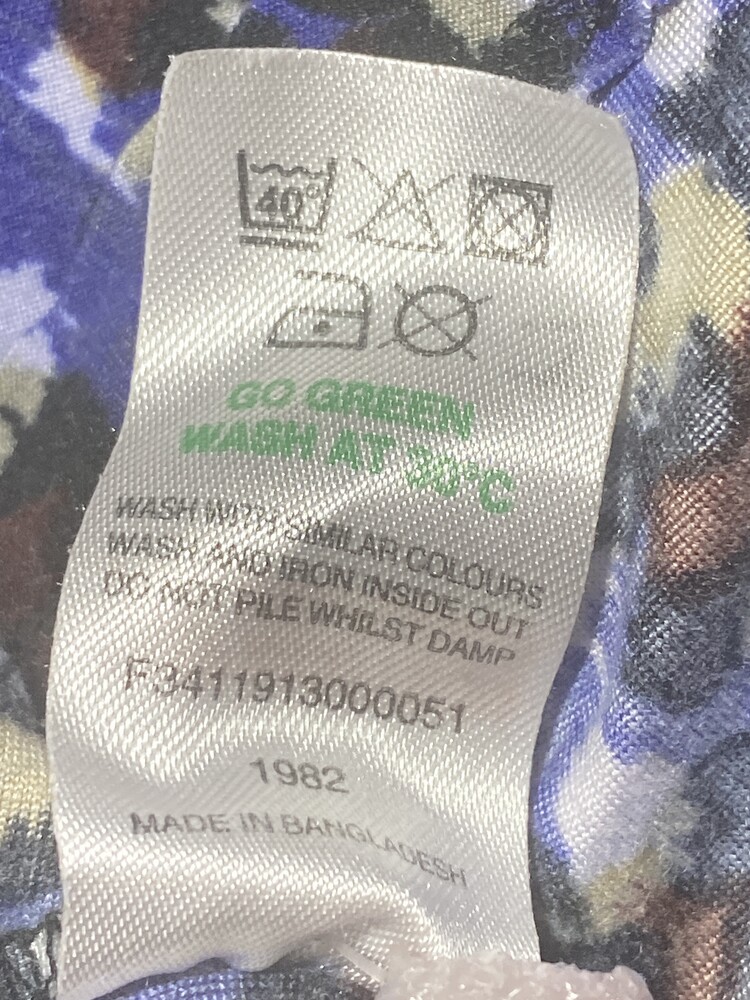 40°
GO GREEN
WASH AT 30°C
WASH WITH SIMILAR COLOURS
WASH AND IRON INSIDE OUT
DO NOT PILE WHILST DAMP
F3411913000051
1982
MADE IN BANGLADESH